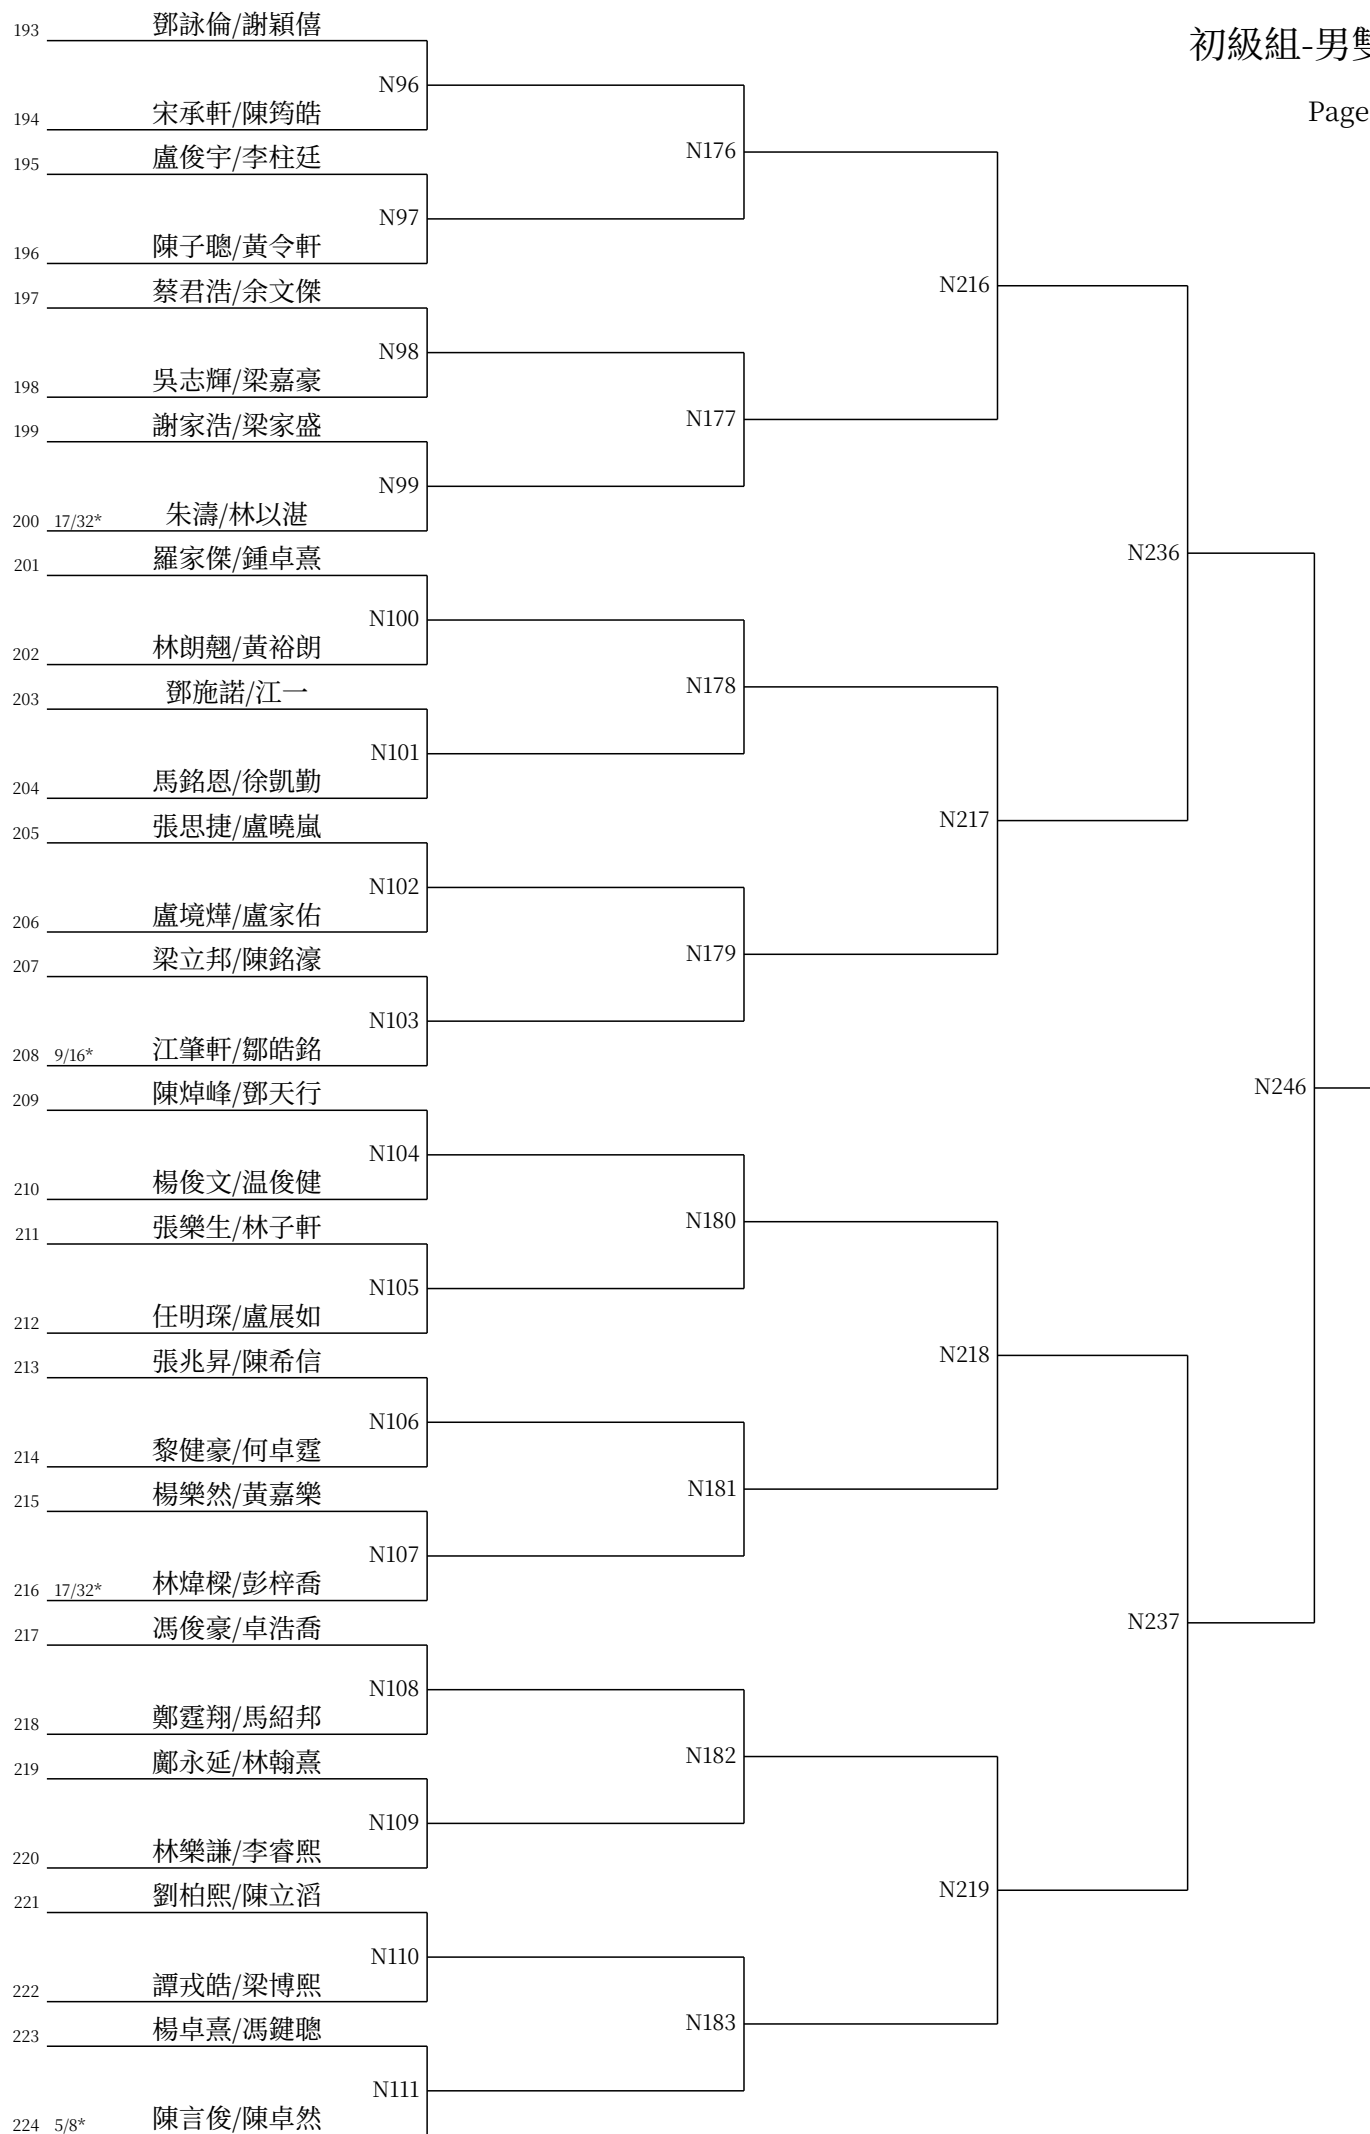 193 鄧詠倫/謝穎僖
初級組-男
N96
Page
194 宋承軒/陳筠皓
195 盧俊宇/李柱廷
N176
N97
196 陳子聰/黃令軒
197 蔡君浩/余文傑
N216
N98
198 吳志輝/梁嘉豪
199 謝家浩/梁家盛
N177
N99
200 17/32* 朱濤/林以湛
201 羅家傑/鍾卓熹
N236
N100
202 林朗翹/黃裕朗
203 鄧施諾/江一
N178
N101
204 馬銘恩/徐凱勤
205 張思捷/盧曉嵐
N217
N102
206 盧境燁/盧家佑
207 梁立邦/陳銘濠
N179
N103
208 9/16* 江肇軒/鄒皓銘
209 陳焯峰/鄧天行
N246
N104
210 楊俊文/温俊健
211 張樂生/林子軒
N180
N105
212 任明琛/盧展如
213 張兆昇/陳希信
N218
N106
214 黎健豪/何卓霆
215 楊樂然/黃嘉樂
N181
N107
216 17/32* 林煒樑/彭梓喬
217 馮俊豪/卓浩喬
N237
N108
218 鄭霆翔/馬紹邦
219 鄺永延/林翰熹
N182
N109
220 林樂謙/李睿熙
221 劉柏熙/陳立滔
N219
N110
222 譚戎皓/梁博熙
223 楊卓熹/馮鍵聰
N183
N111
224 5/8* 陳言俊/陳卓然